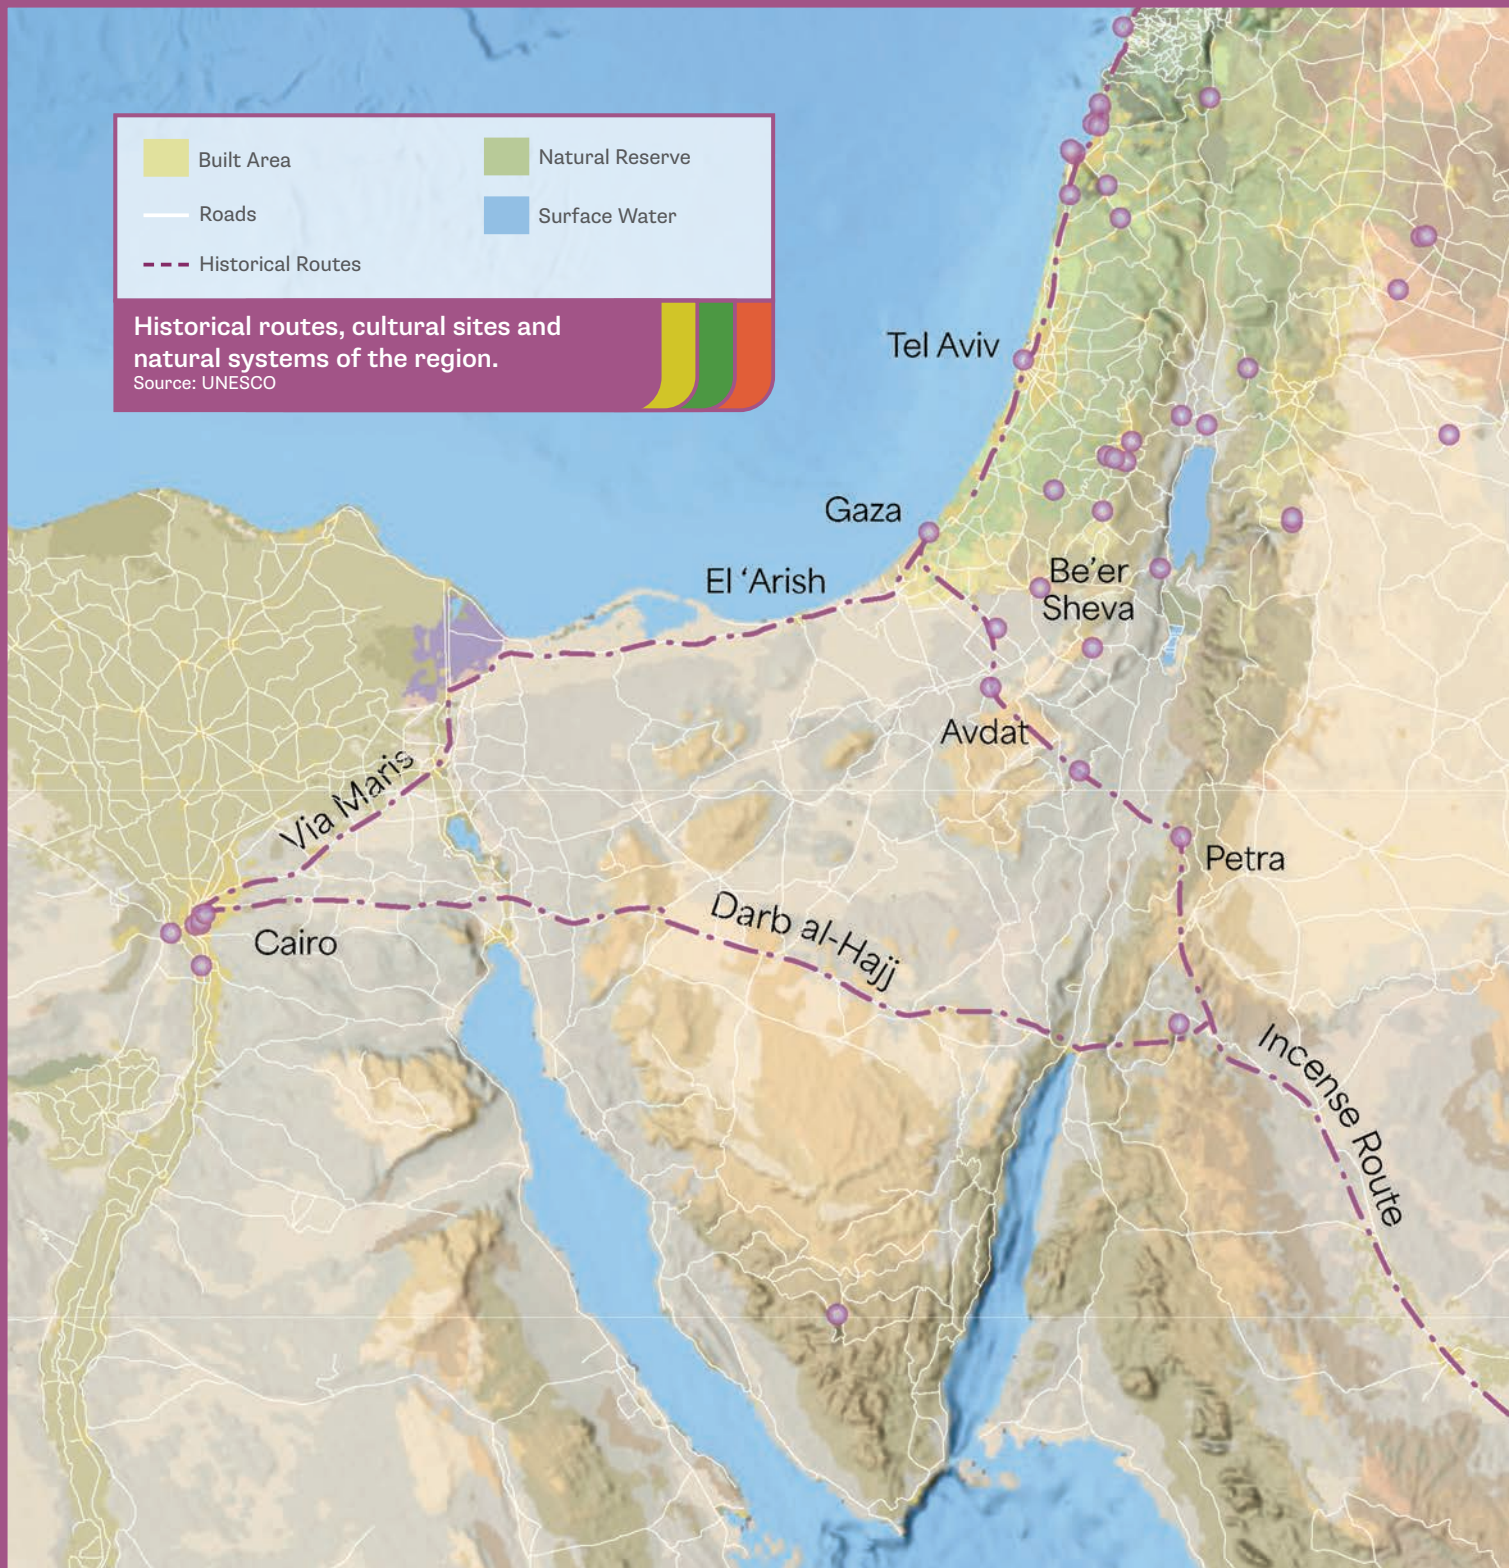 Built Area
Natural Reserve
Roads
Surface Water
Historical Routes
Historical routes, cultural sites and
natural systems of the region.
Source: UNESCO
Tel Aviv
Gaza
El ‘Arish
Be’er
Sheva
Avdat
Via Maris
Petra
Darb al-Hajj
Cairo
Incense Route